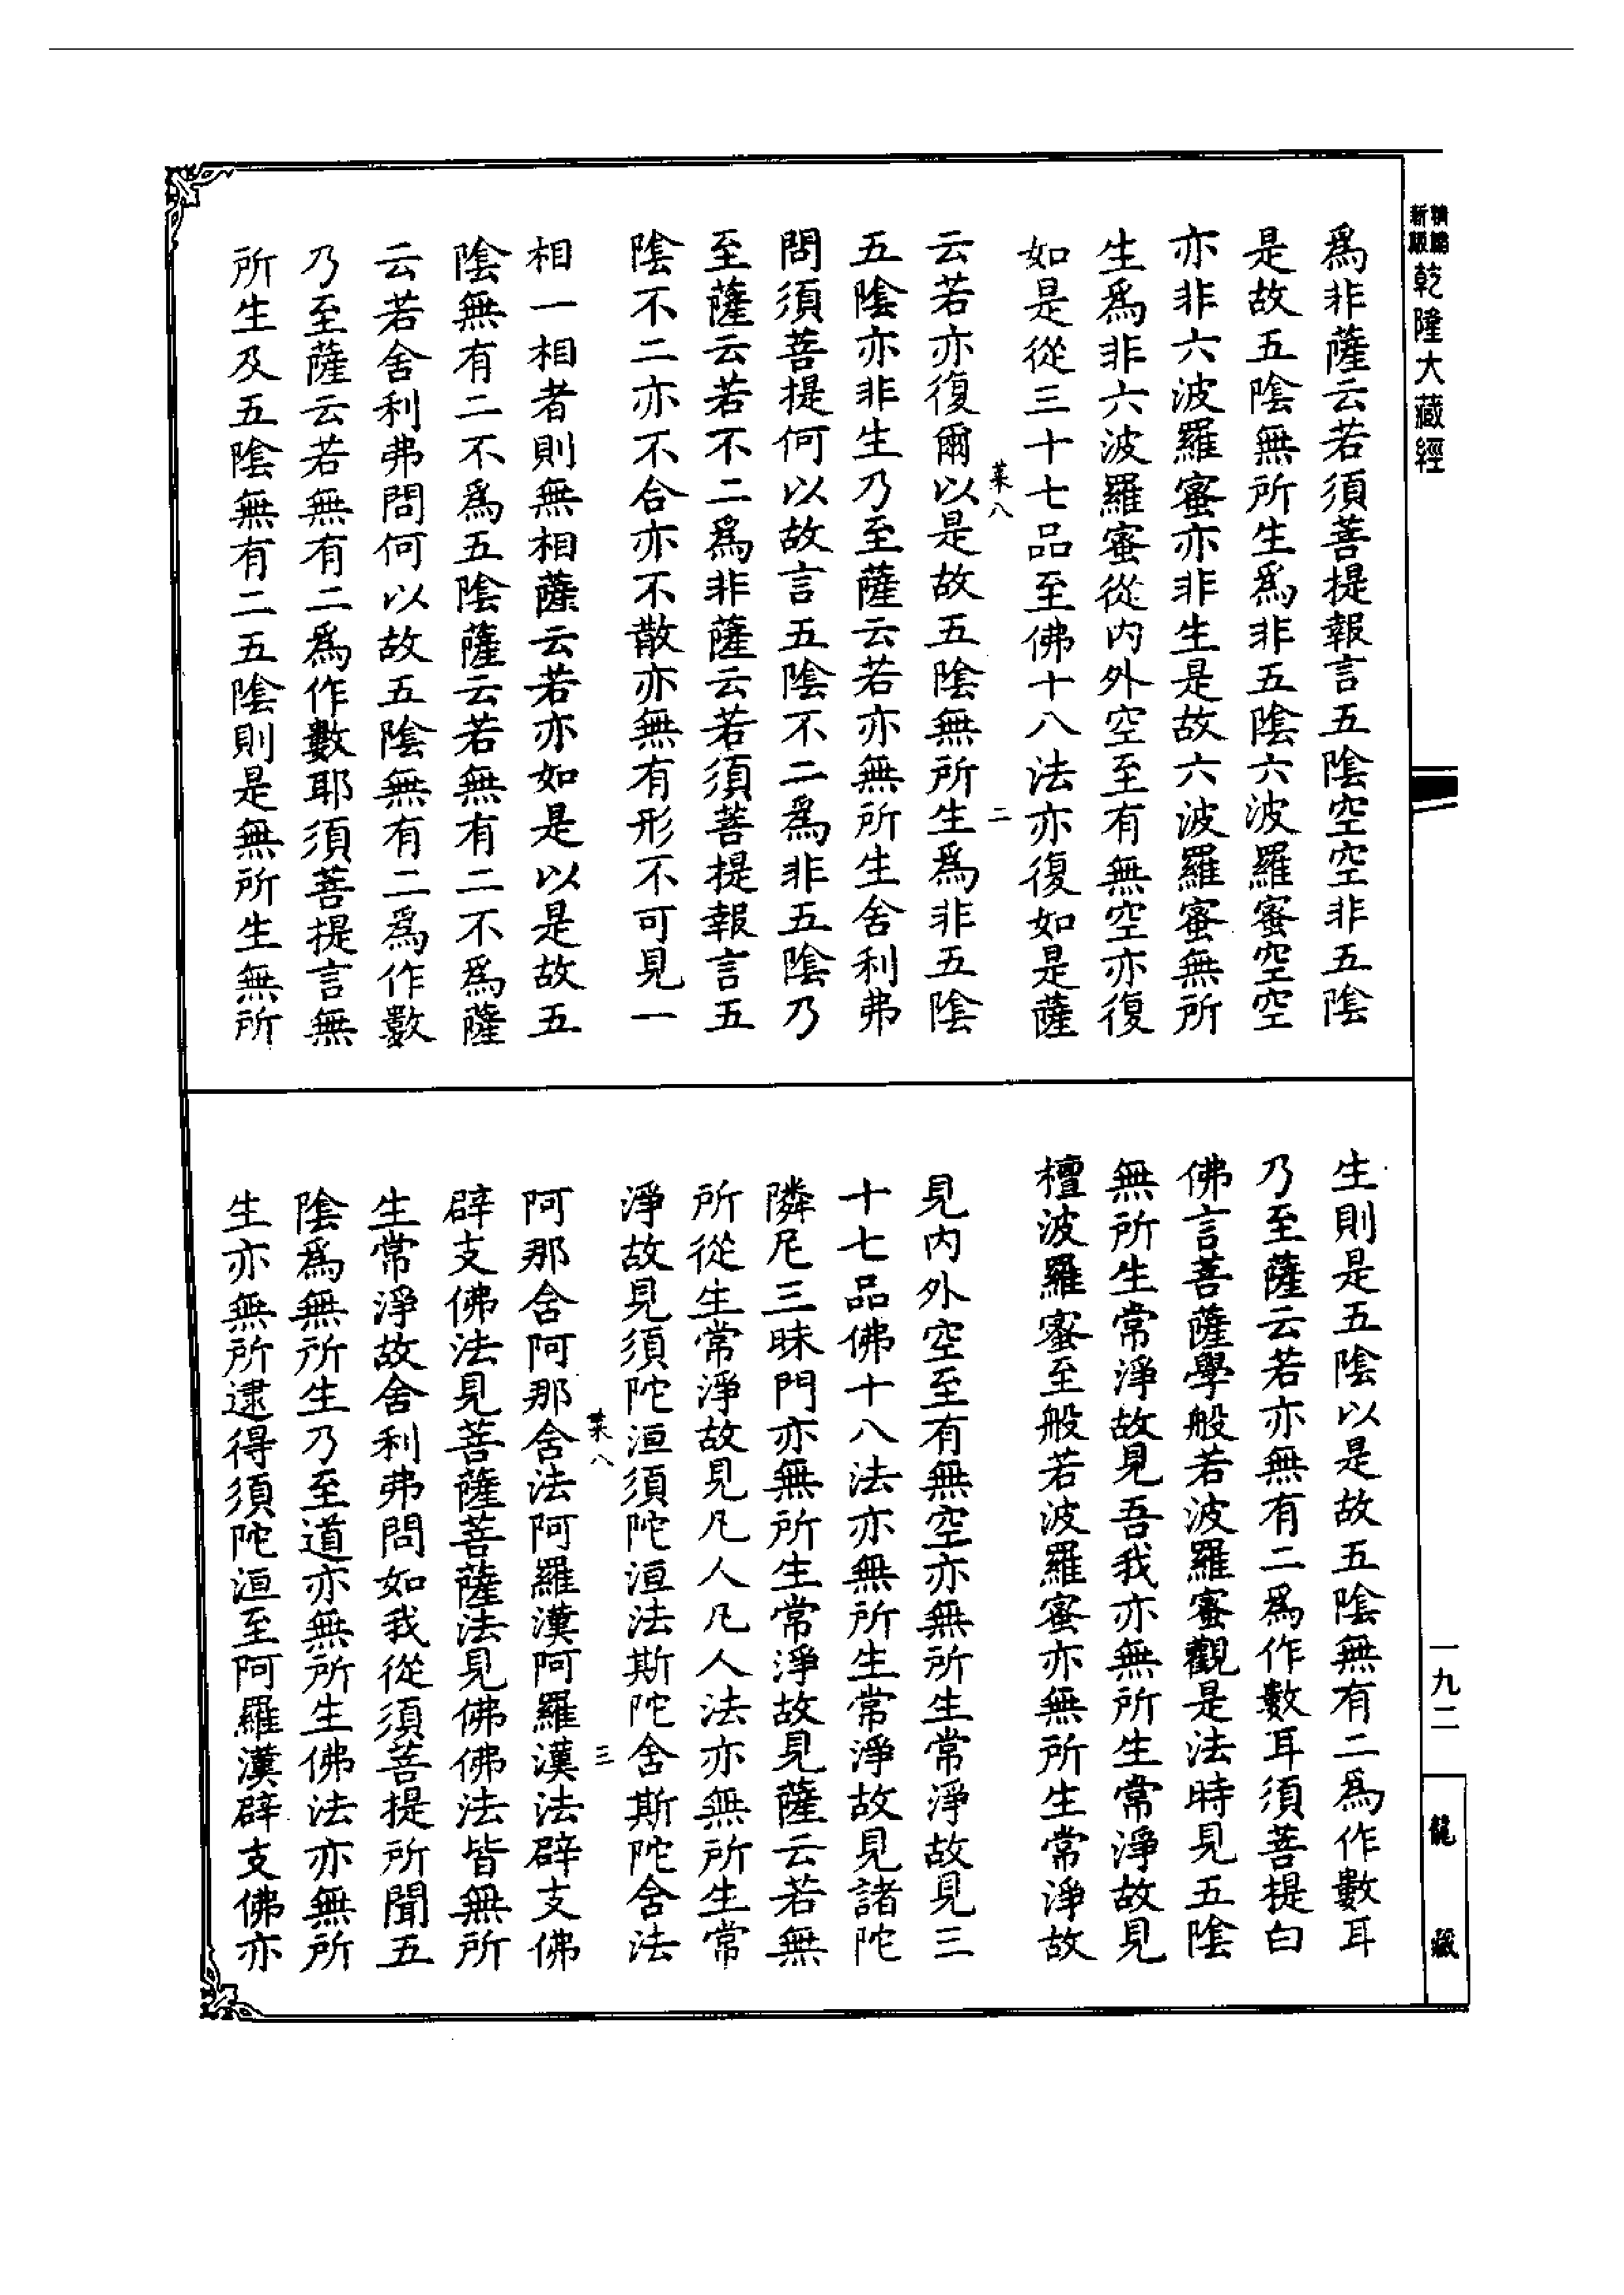 新版
精縮
乾隆大藏經
為非薩云若須菩提報言五陰空空非五陰
是故五陰無所生為非五陰六波羅蜜空空
亦非六波羅蜜亦非生是故六波羅蜜無所
生為非六波羅蜜從內外空至有無空亦復
如是從三十七品至佛十八法亦復如是薩
菜八
二
云若亦復爾以是故五陰無所生為非五陰
五陰亦非生乃至薩云若亦無所生舍利弗
問須菩提何以故言五陰不二為非五陰乃
至薩云若不二為非薩云若須菩提報言五
陰不二亦不合亦不散亦無有形不可見一
相一相者則無相薩云若亦如是以是故五
陰無有二不為五陰薩云若無有二不為薩
云若舍利弗問何以故五陰無有二為作數
乃至薩云若無有二為作數耶須菩提言無
所生及五陰無有二五陰則是無所生無所
生則是五陰以是故五陰無有二為作數耳
乃至薩云若亦無有二為作數耳須菩提白
佛言菩薩學般若波羅蜜觀是法時見五陰
無所生常淨故見吾我亦無所生常淨故見
檀波羅蜜至般若波羅蜜亦無所生常淨故
見內外空至有無空亦無所生常淨故見三
十七品佛十八法亦無所生常淨故見諸陀
隣尼三昧門亦無所生常淨故見薩云若無
所從生常淨故見凡人凡人法亦無所生常
淨故見須陀洹須陀洹法斯陀含斯陀含法
菜八
三
阿那含阿那含法阿羅漢阿羅漢法辟支佛
辟支佛法見菩薩菩薩法見佛佛法皆無所
生常淨故舍利弗問如我從須菩提所聞五
陰為無所生乃至道亦無所生佛法亦無所
生亦無所逮得須陀洹至阿羅漢辟支佛亦
一九二
龍藏